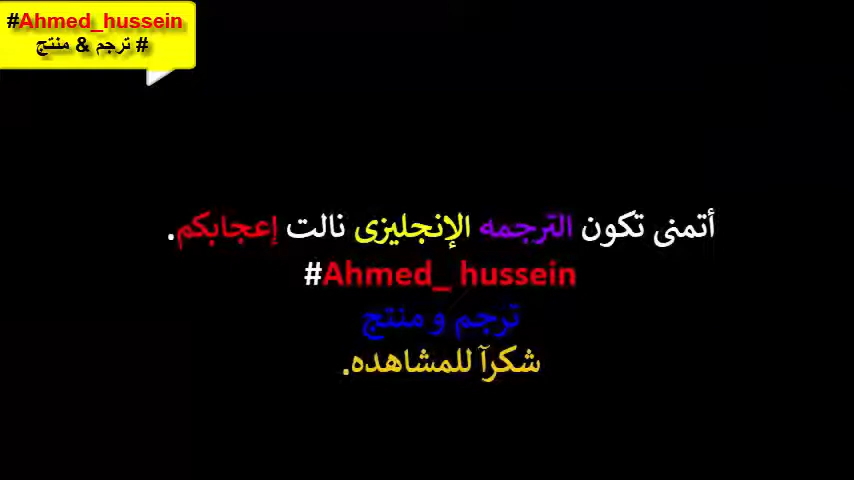 #Ahmed_hussein
# ترجم & منتج
أتمنى تكون الترجمه الإنجليزى نالت إعجابكم.
#Ahmed_ hussein
ترجم و منتج
شكرآ للمشاهده.